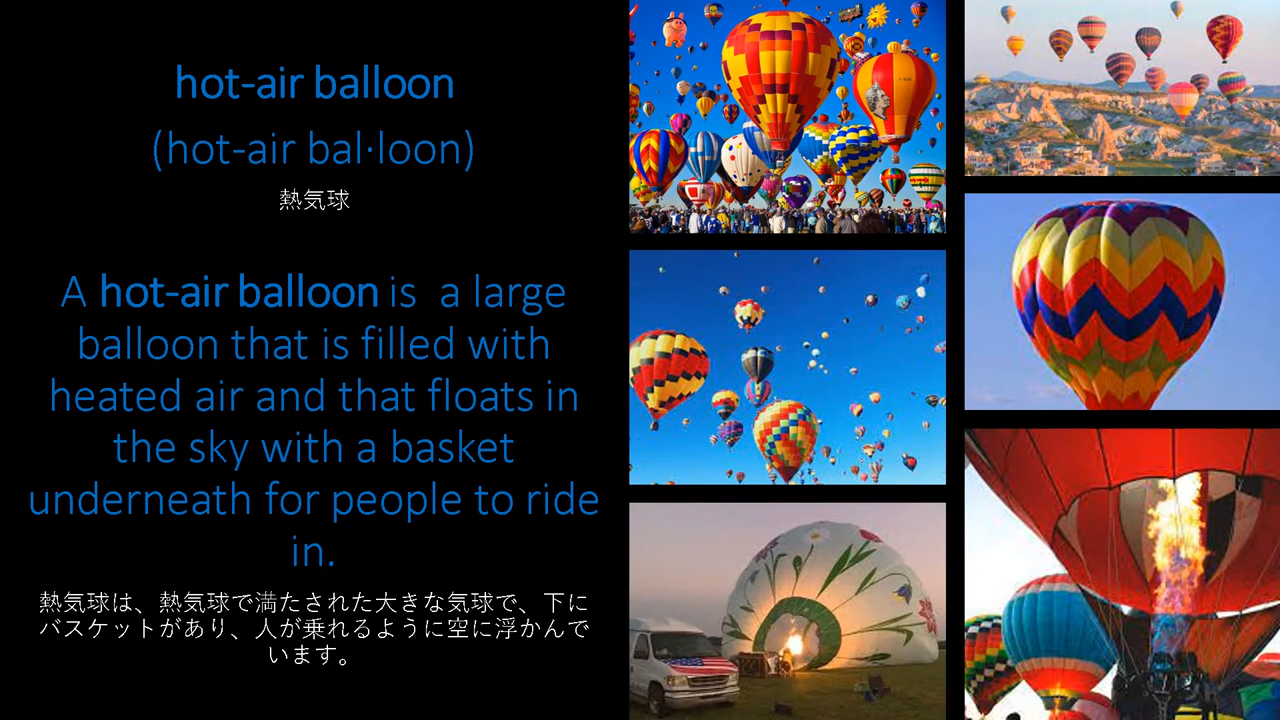 hot-air balloon
(hot-air bal·loon)
熱気球
A hot-air balloon is  a large
balloon that is filled with
heated air and that floats in
the sky with a basket
underneath for people to ride
in.
熱気球は、熱気球で満たされた大きな気球で、下に
バスケットがあり、人が乗れるように空に浮かんで
います。